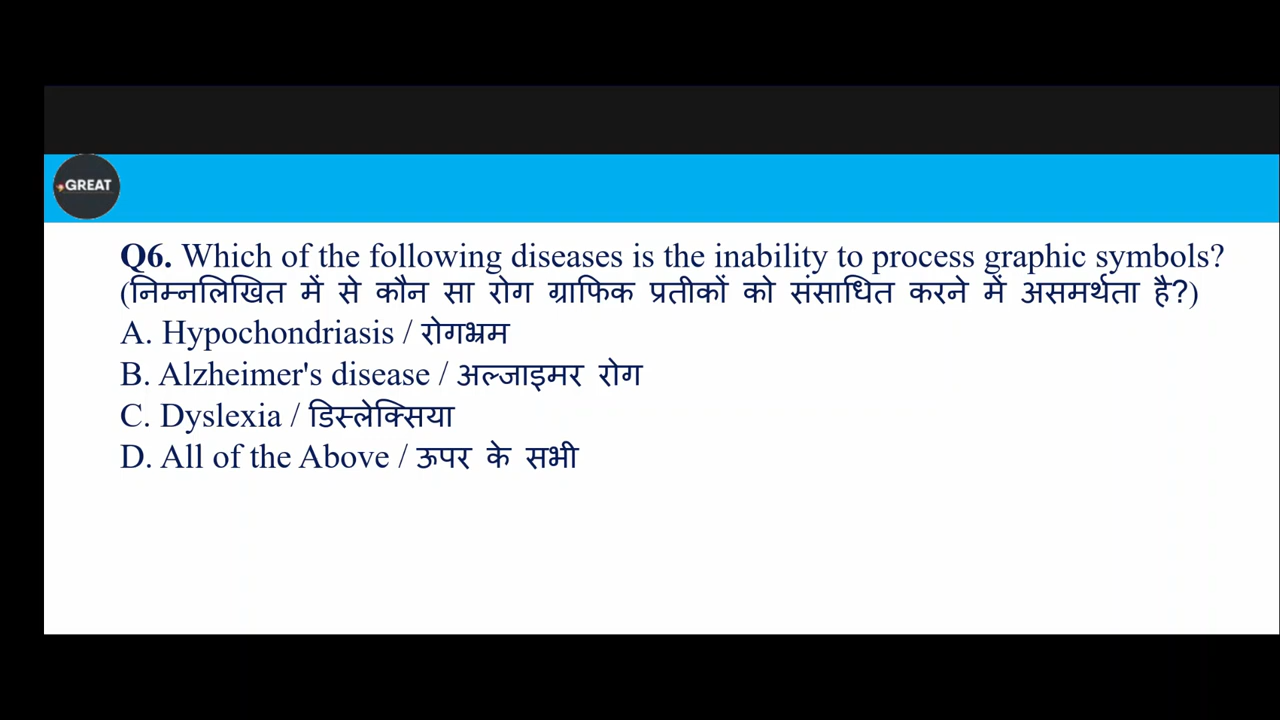 GREAT
Q6. Which of the following diseases is the inability to process graphic symbols?
(निम्नलिखित में से कौन सा रोग ग्राफिक प्रतीकों को संसाधित करने में असमर्थता है?)
A. Hypochondriasis / रोगभ्रम
B. Alzheimer's disease / अल्जाइमर रोग
C. Dyslexia / डिस्लेक्सिया
D. All of the Above / ऊपर के सभी